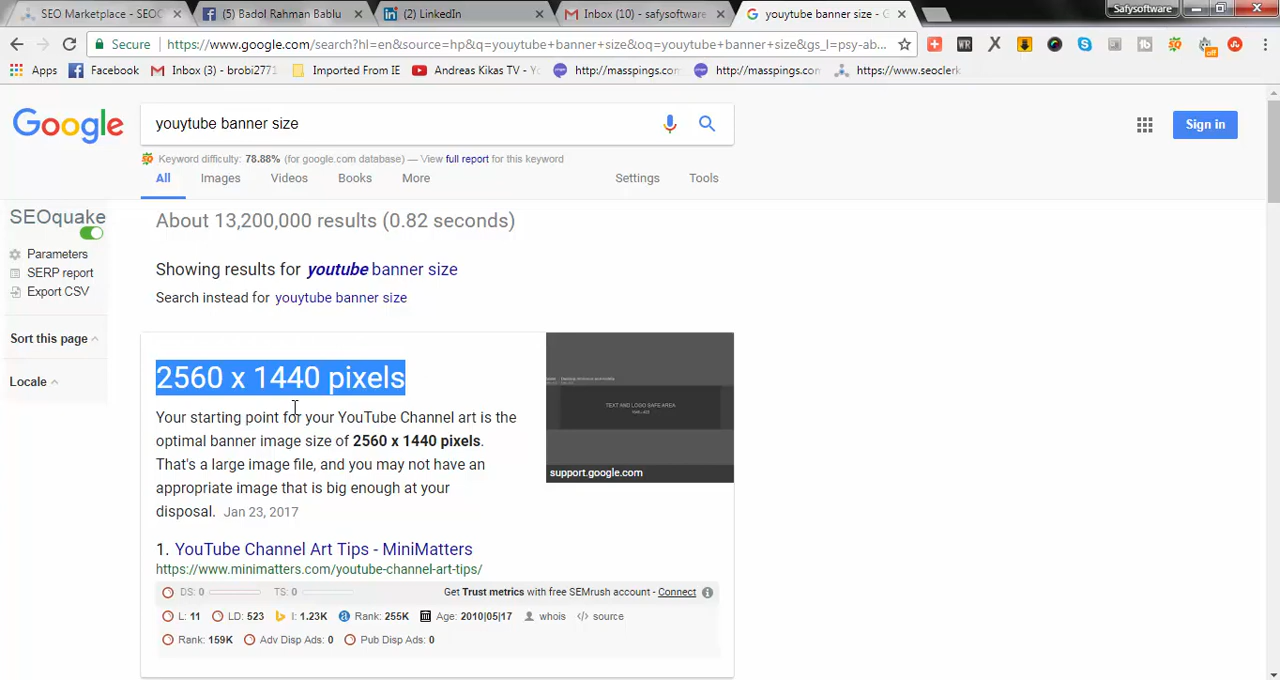 SEO Marketplace - SEOC
(5) Badol Rahman Bablu
(2) LinkedIn
Inbox (10) - safysoftware
youytube banner size - G
Safysoftware
Secure
https://www.google.com/search?hl=en&source=hp&q=youytube+banner+size&oq=youytube+banner+size&gs_l=psy-ab...
Apps
Facebook
Inbox (3) - brobi2771
Imported From IE
Andreas Kikas TV - Yo
http://masspings.com
http://masspings.com
https://www.seoclerk
Google
youytube banner size
Sign in
Keyword difficulty: 78.88% (for google.com database) — View full report for this keyword
All
Images
Videos
Books
More
Settings
Tools
SEOquake
Parameters
SERP report
Export CSV
Sort this page
Locale
About 13,200,000 results (0.82 seconds)
Showing results for youtube banner size
Search instead for youytube banner size
2560 x 1440 pixels
Your starting point for your YouTube Channel art is the
optimal banner image size of 2560 x 1440 pixels.
That's a large image file, and you may not have an
appropriate image that is big enough at your
disposal. Jan 23, 2017
TEXT AND LOGO SAFE AREA
support.google.com
1. YouTube Channel Art Tips - MiniMatters
https://www.minimatters.com/youtube-channel-art-tips/
DS: 0
TS: 0
Get Trust metrics with free SEMrush account - Connect
L: 11
LD: 523
I: 1.23K
Rank: 255K
Age: 2010|05|17
whois
source
Rank: 159K
Adv Disp Ads: 0
Pub Disp Ads: 0